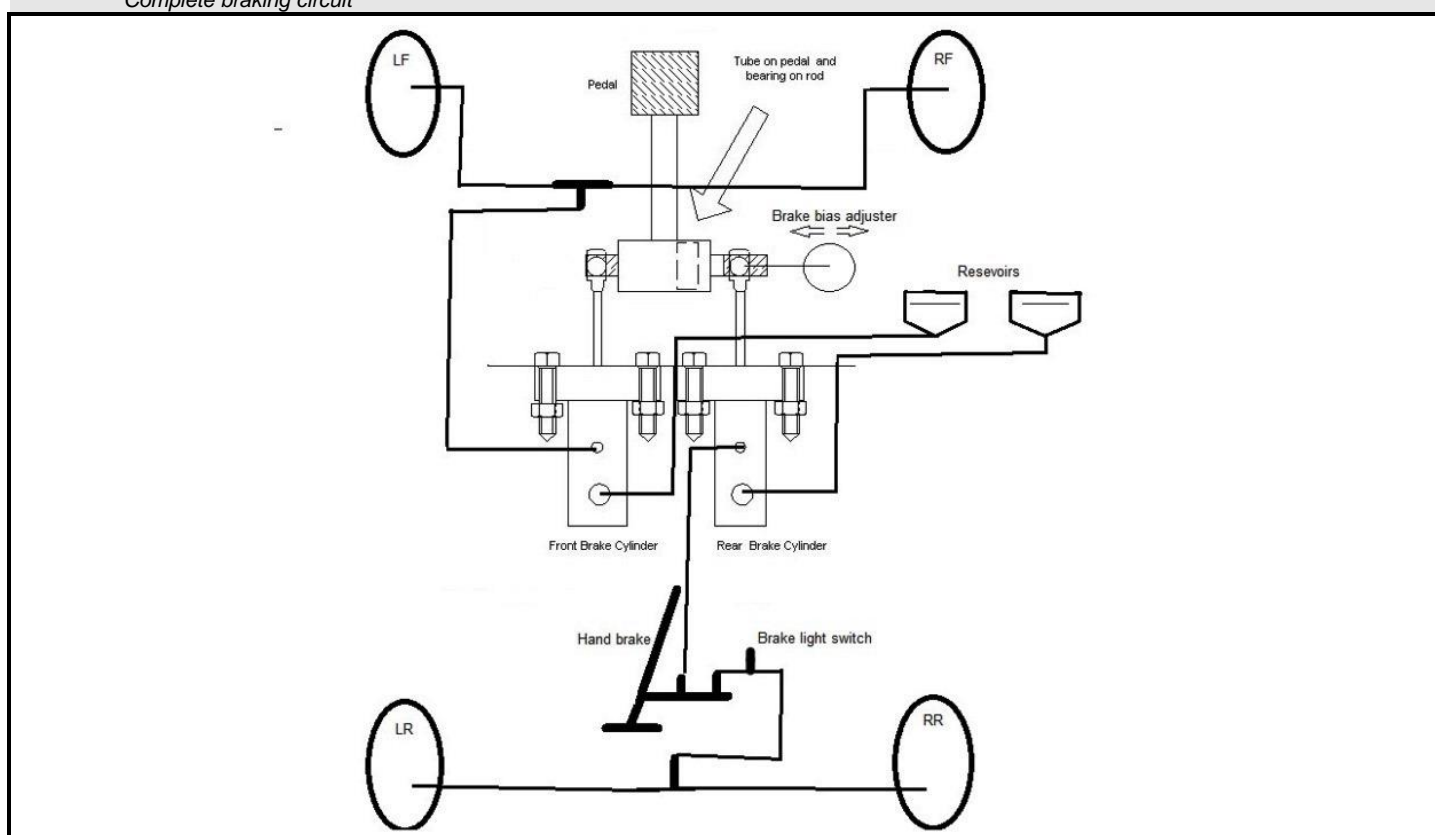 Complete braking circuit
LF
RF
Pedal
Tube on pedal and
bearing on rod
Brake bias adjuster
Resevoirs
Front Brake Cylinder
Rear Brake Cylinder
Hand brake
Brake light switch
LR
RR